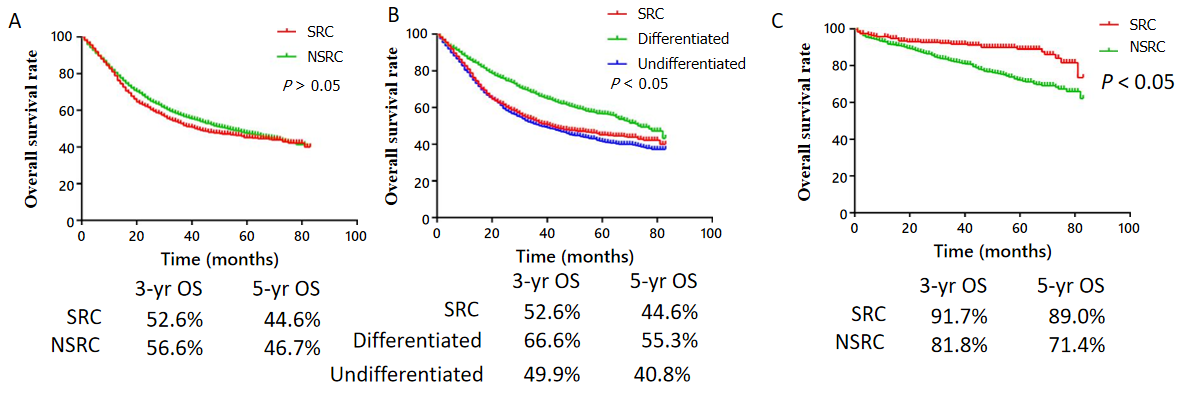 A
SRC
NSRC
P > 0.05
Overall survival rate
100
80
60
40
20
0
0 20 40 60 80 100
Time (months)
3-yr OS 5-yr OS
SRC 52.6% 44.6%
NSRC 56.6% 46.7%
B
SRC
Differentiated
Undifferentiated
P < 0.05
Overall survival rate
100
80
60
40
20
0
0 20 40 60 80 100
Time (months)
3-yr OS 5-yr OS
SRC 52.6% 44.6%
Differentiated 66.6% 55.3%
Undifferentiated 49.9% 40.8%
C
SRC
NSRC
P < 0.05
Overall survival rate
100
80
60
40
20
0
0 20 40 60 80 100
Time (months)
3-yr OS 5-yr OS
SRC 91.7% 89.0%
NSRC 81.8% 71.4%